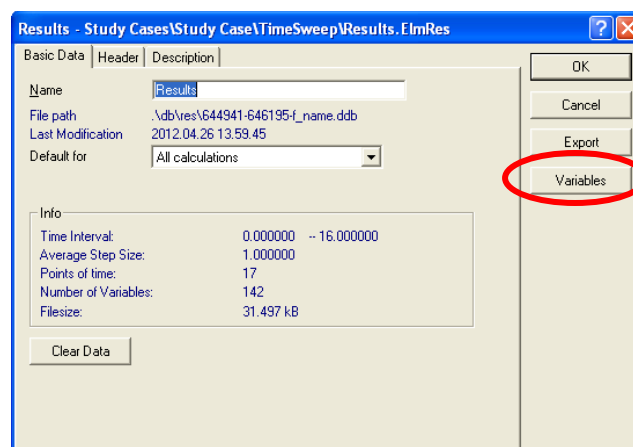 Results - Study Cases\Study Case\TimeSweep\Results.ElmRes ? X
Basic Data Header Description
OK
Name Results
Cancel
File path .\db\res\644941-646195-f_name.ddb
Last Modification 2012.04.26 13.59.45
Export
Default for All calculations
Variables
Info
Time Interval: 0.000000 -- 16.000000
Average Step Size: 1.000000
Points of time: 17
Number of Variables: 142
Filesize: 31.497 kB
Clear Data